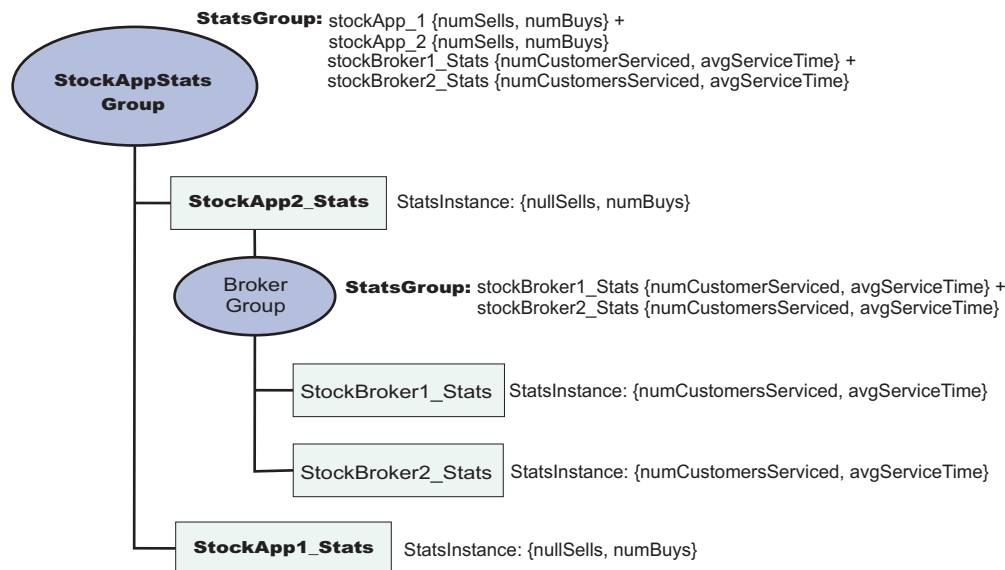 StatsGroup: stockApp_1 {numSells, numBuys} +
stockApp_2 {numSells, numBuys}
stockBroker1_Stats {numCustomerServiced, avgServiceTime} +
stockBroker2_Stats {numCustomersServiced, avgServiceTime}
StockAppStats
Group
StockApp2_Stats
StatsInstance: {nullSells, numBuys}
Broker
Group
StatsGroup: stockBroker1_Stats {numCustomerServiced, avgServiceTime} +
stockBroker2_Stats {numCustomersServiced, avgServiceTime}
StockBroker1_Stats
StatsInstance: {numCustomersServiced, avgServiceTime}
StockBroker2_Stats
StatsInstance: {numCustomersServiced, avgServiceTime}
StockApp1_Stats
StatsInstance: {nullSells, numBuys}